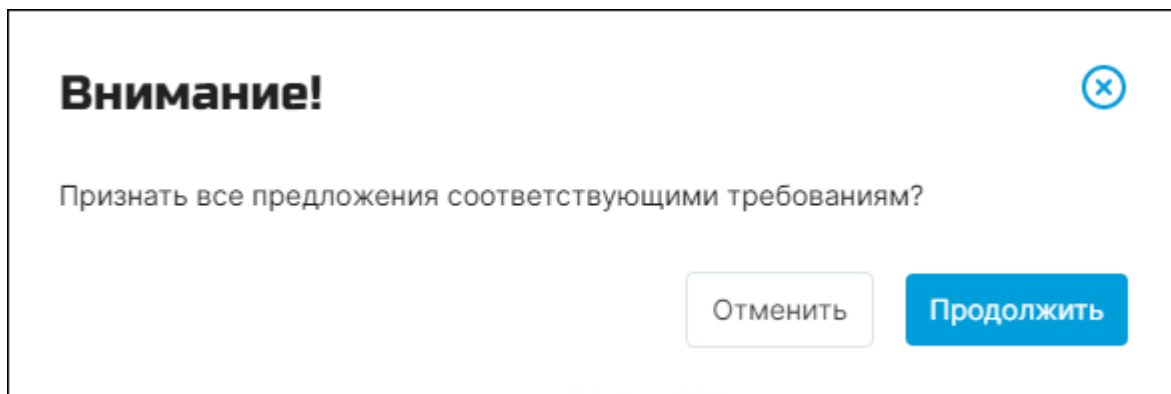 Внимание!
Признать все предложения соответствующими требованиям?
Отменить
Продолжить